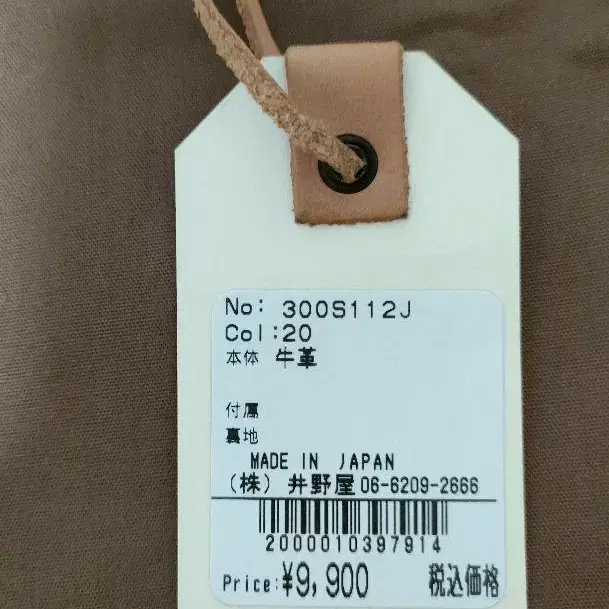 No: 300S112J
Col:20
本体 牛革
付属
裏地
MADE IN JAPAN
(株) 井野屋 06-6209-2666
2000010397914
Price:¥9,900 税込価格